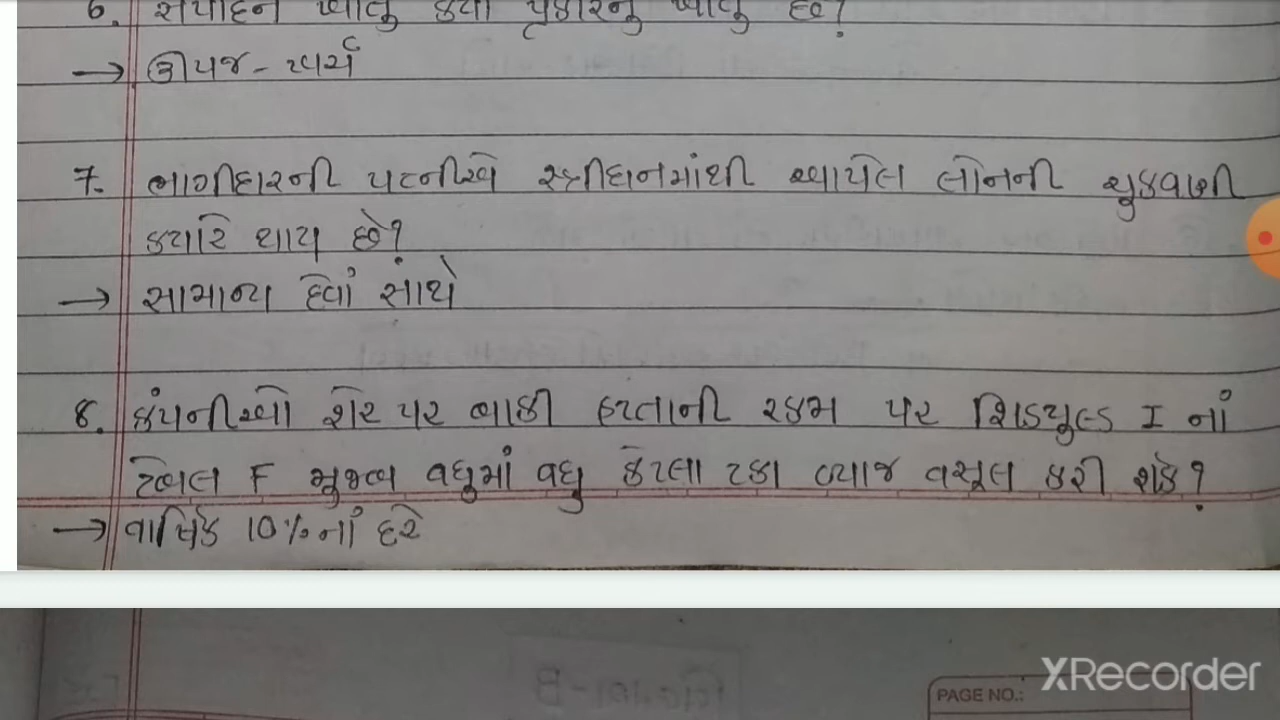 6. સંપાદન ખાતું કયા પ્રકારનું ખાતું છે?
→ ઊપજ - ખર્ચ
7. ભાગીદારની પત્નીએ સ્ત્રીધનમાંથી આપેલ લોનની ચુકવણી
કયારે થાય છે?
→ સામાન્ય દેવાં સાથે
8. કંપનીઓ શેર પર બાકી હપ્તાની રકમ પર શિડ્યુલ્ડ I નાં
ટેબલ F મુજબ વધુમાં વધુ કેટલા ટકા વ્યાજ વસૂલ કરી શકે?
→ વાર્ષિક 10% નાં દરે
PAGE NO.:
XRecorder